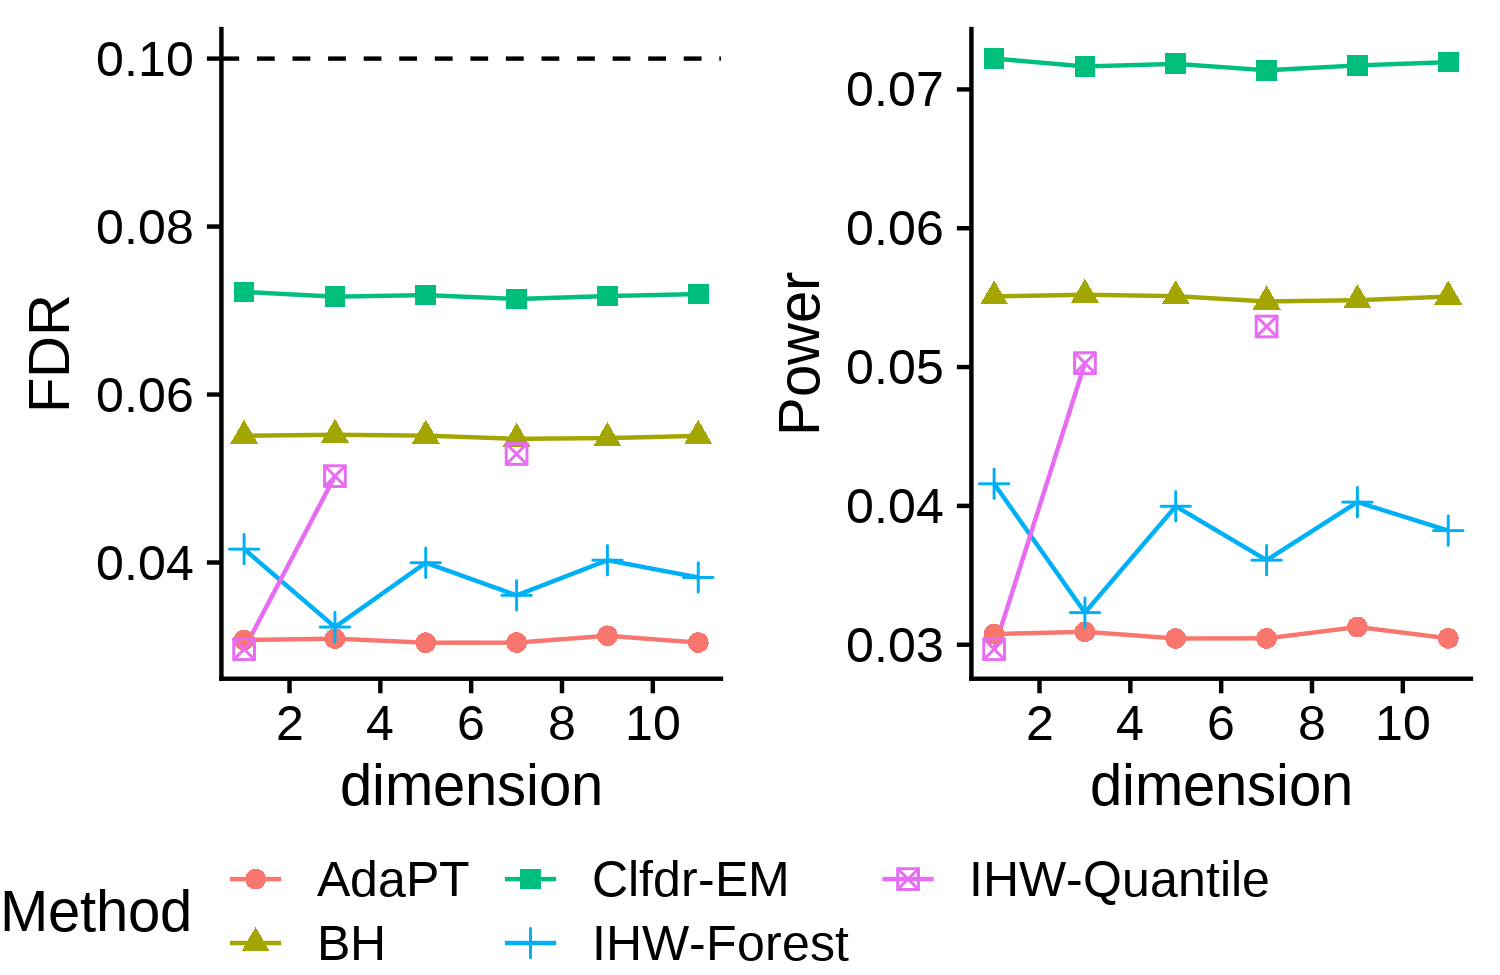 FDR
0.10
0.08
0.06
0.04
2 4 6 8 10
dimension
Power
0.07
0.06
0.05
0.04
0.03
2 4 6 8 10
dimension
Method
AdaPT Clfdr-EM IHW-Quantile
BH IHW-Forest